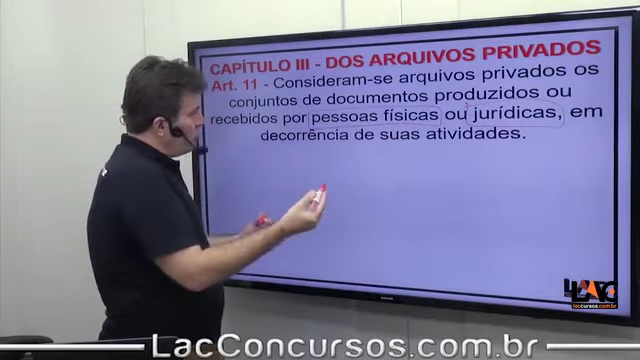 CAPÍTULO III - DOS ARQUIVOS PRIVADOS
Art. 11 - Consideram-se arquivos privados os
conjuntos de documentos produzidos ou
recebidos por pessoas físicas ou jurídicas, em
decorrência de suas atividades.
LAC
laccursos.com.br
LacConcursos.com.br